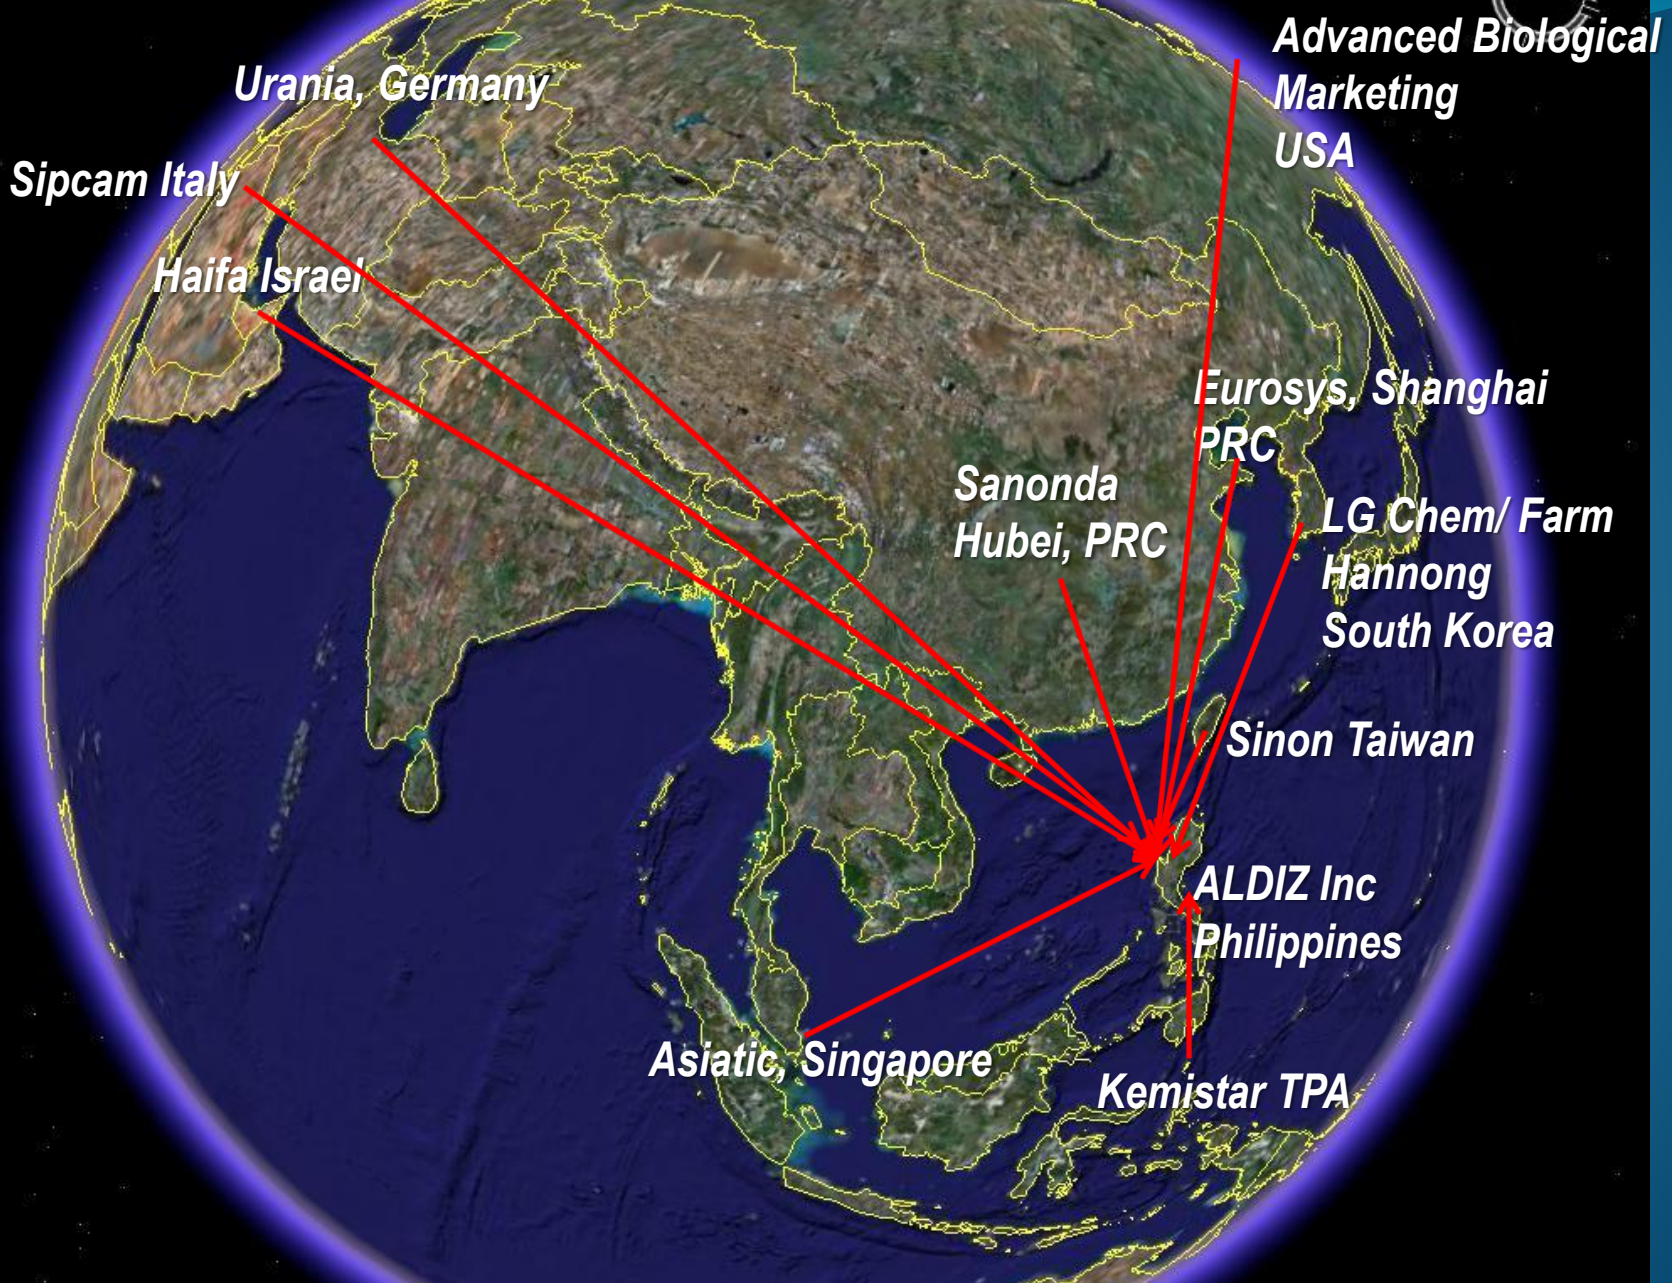 Advanced Biological
Marketing
USA
Urania, Germany
Sipcam Italy
Haifa Israel
Eurosys, Shanghai
PRC
Sanonda
Hubei, PRC
LG Chem/ Farm
Hannong
South Korea
Sinon Taiwan
ALDIZ Inc
Philippines
Asiatic, Singapore
Kemistar TPA